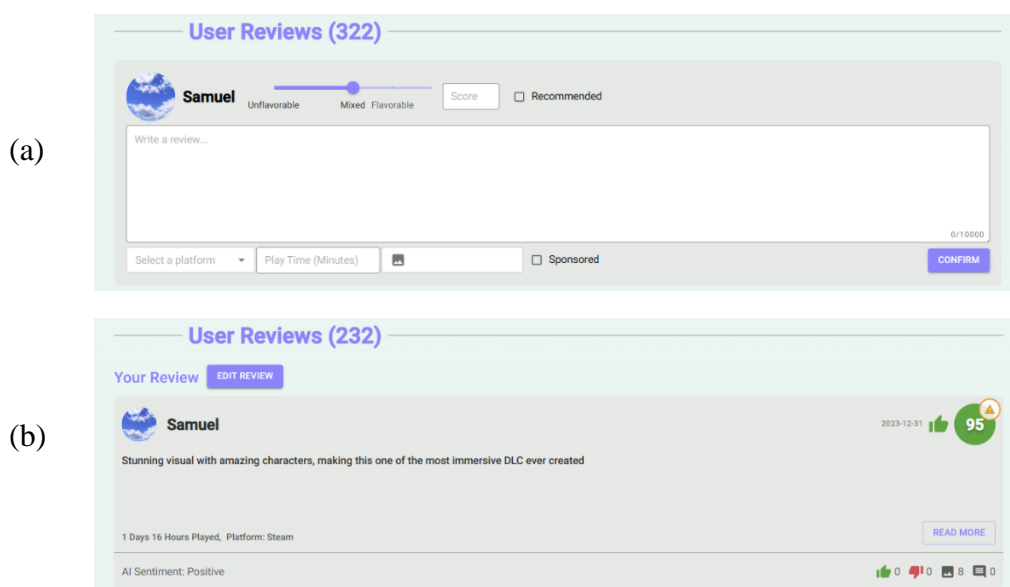 User Reviews (322)
Samuel
Unflavorable Mixed Flavorable
Score
Recommended
(a)
Write a review...
0/10000
Select a platform
Play Time (Minutes)
Sponsored
CONFIRM
User Reviews (232)
Your Review
EDIT REVIEW
(b)
Samuel
2023-12-31
95
Stunning visual with amazing characters, making this one of the most immersive DLC ever created
1 Days 16 Hours Played, Platform: Steam
READ MORE
AI Sentiment: Positive
0 0 8 0